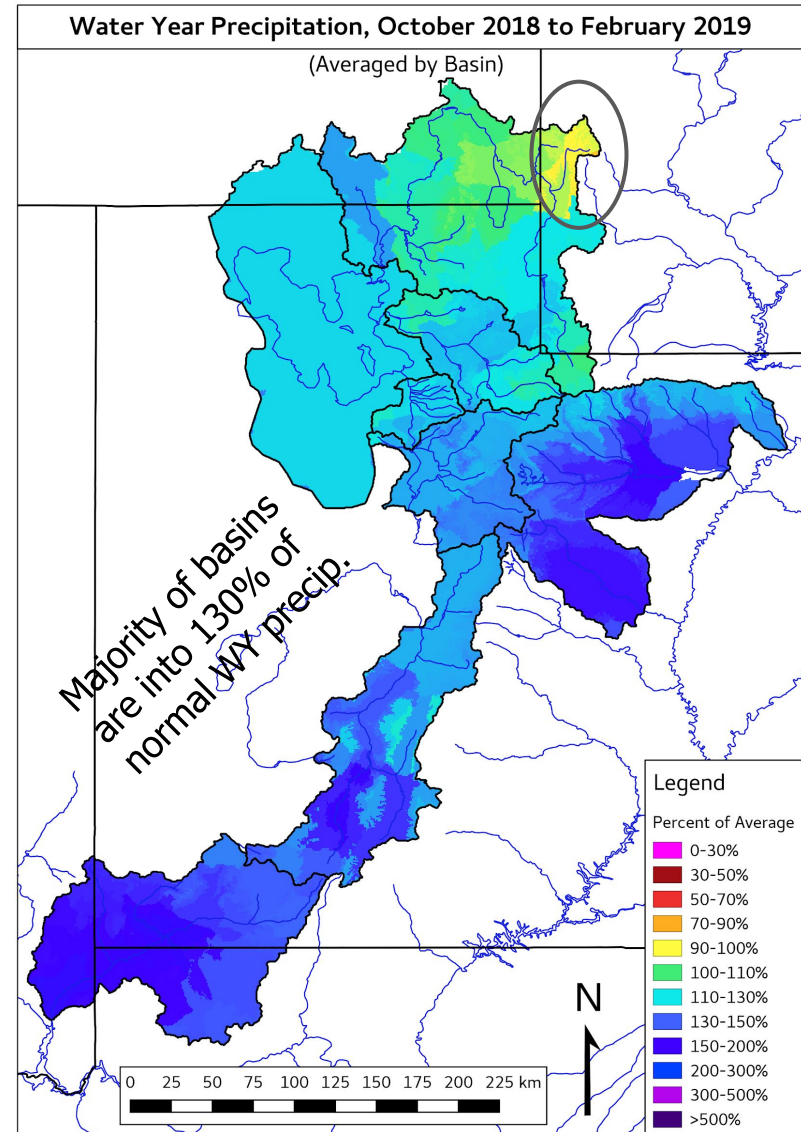 Water Year Precipitation, October 2018 to February 2019
(Averaged by Basin)
Majority of basins
are into 130% of
normal WY precip.
Legend
Percent of Average
0-30%
30-50%
50-70%
70-90%
90-100%
100-110%
110-130%
130-150%
150-200%
200-300%
300-500%
>500%
N
0 25 50 75 100 125 150 175 200 225 km